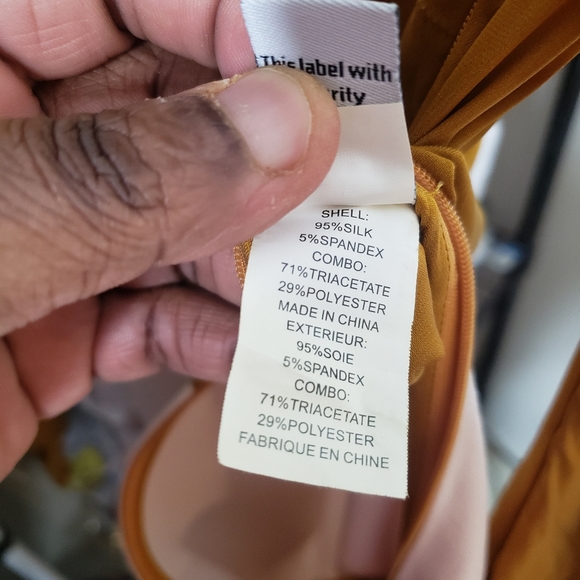 This label with
rity
SHELL:
95%SILK
5%SPANDEX
COMBO:
71%TRIACETATE
29%POLYESTER
MADE IN CHINA
EXTERIEUR:
95%SOIE
5%SPANDEX
COMBO:
71%TRIACETATE
29%POLYESTER
FABRIQUE EN CHINE